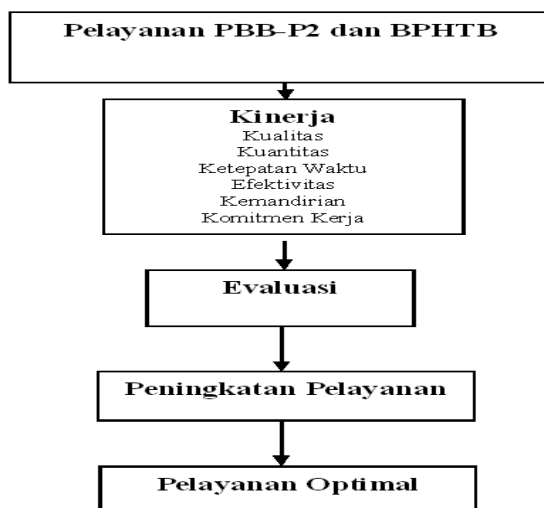 Pelayanan PBB-P2 dan BPHTB
Kinerja
Kualitas
Kuantitas
Ketepatan Waktu
Efektivitas
Kemandirian
Komitmen Kerja
Evaluasi
Peningkatan Pelayanan
Pelayanan Optimal